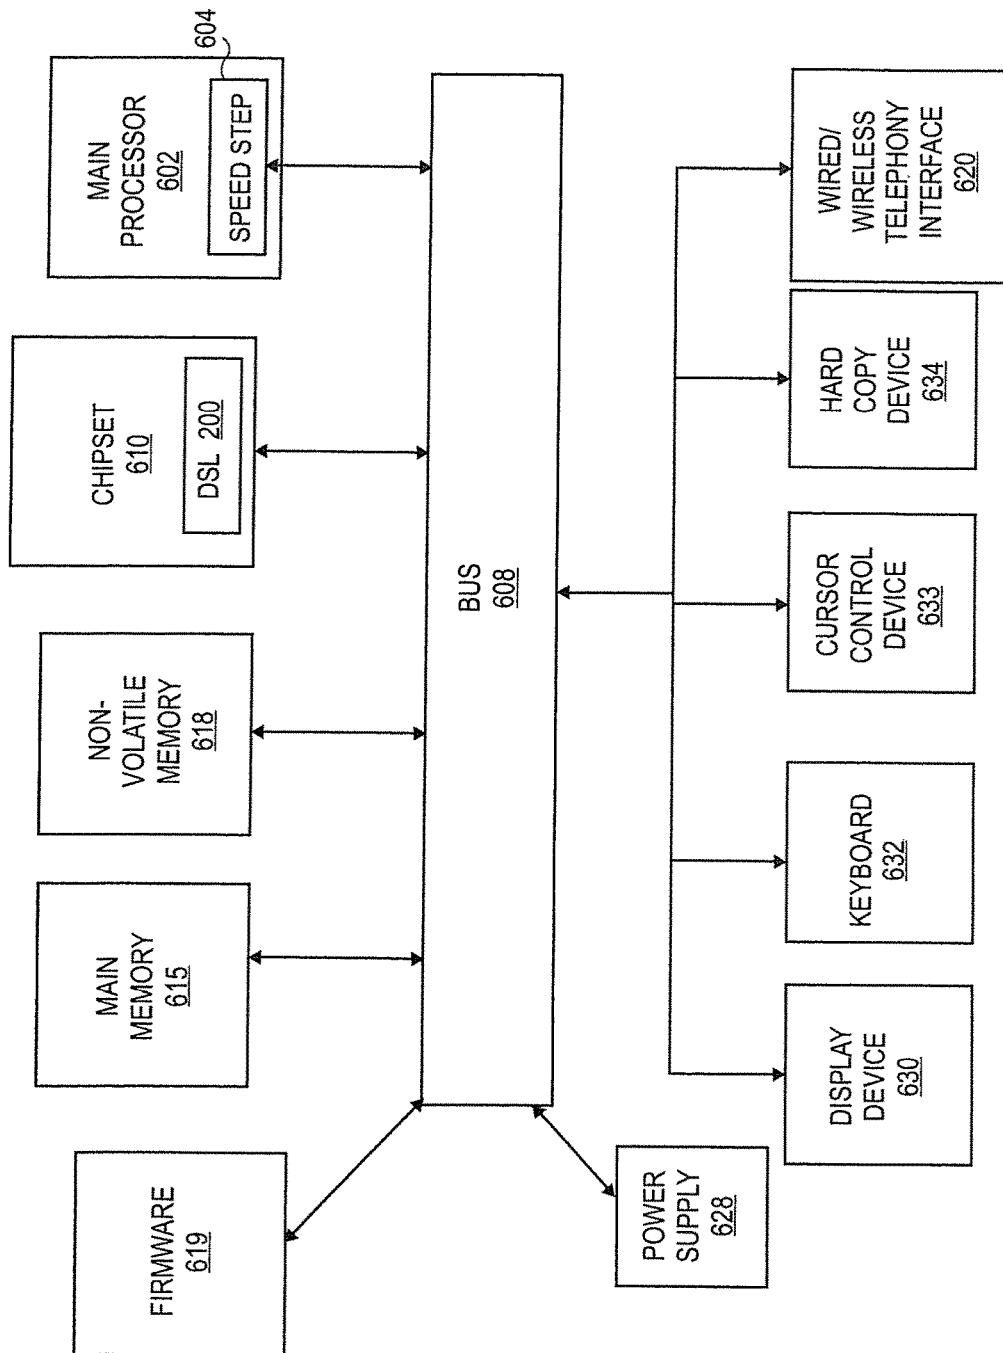 FIRMWARE
619
MAIN
MEMORY
615
NON-
VOLATILE
MEMORY
618
CHIPSET
610
DSL 200
MAIN
PROCESSOR
602
SPEED STEP
604
BUS
608
POWER
SUPPLY
628
DISPLAY
DEVICE
630
KEYBOARD
632
CURSOR
CONTROL
DEVICE
633
HARD
COPY
DEVICE
634
WIRED/
WIRELESS
TELEPHONY
INTERFACE
620